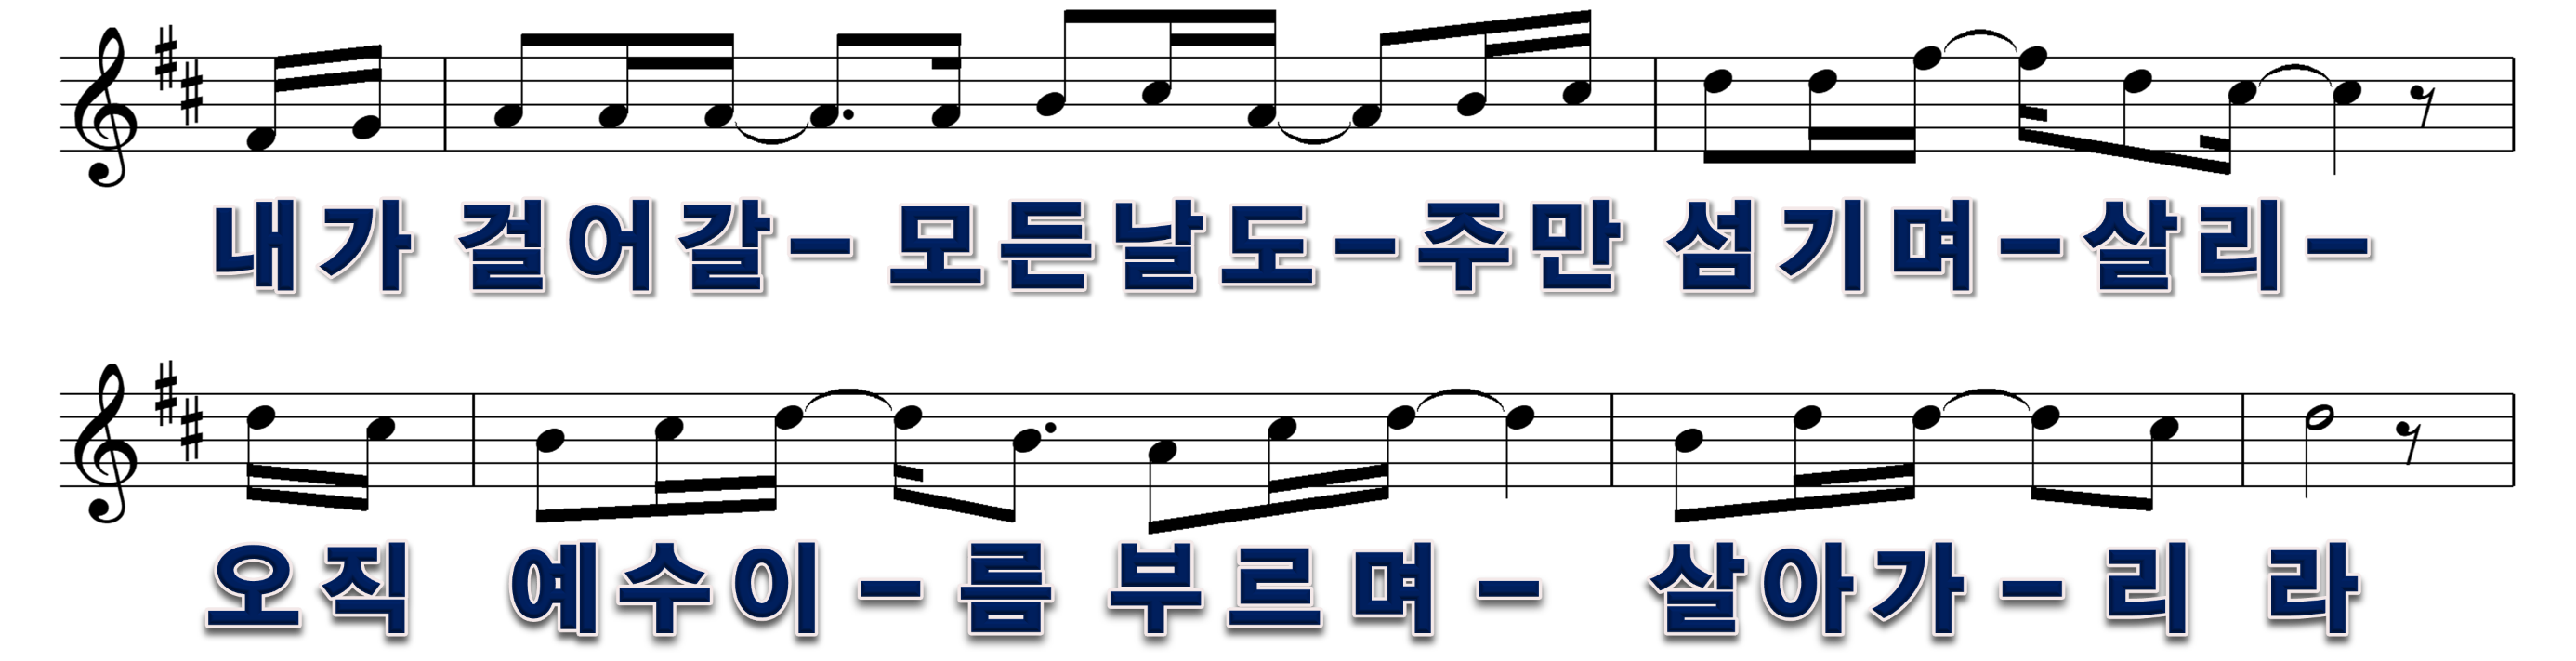 내가 걸어갈- 모든날도-주만 섬기며-살리-
오직 예수이-름 부르며- 살아가-리 라